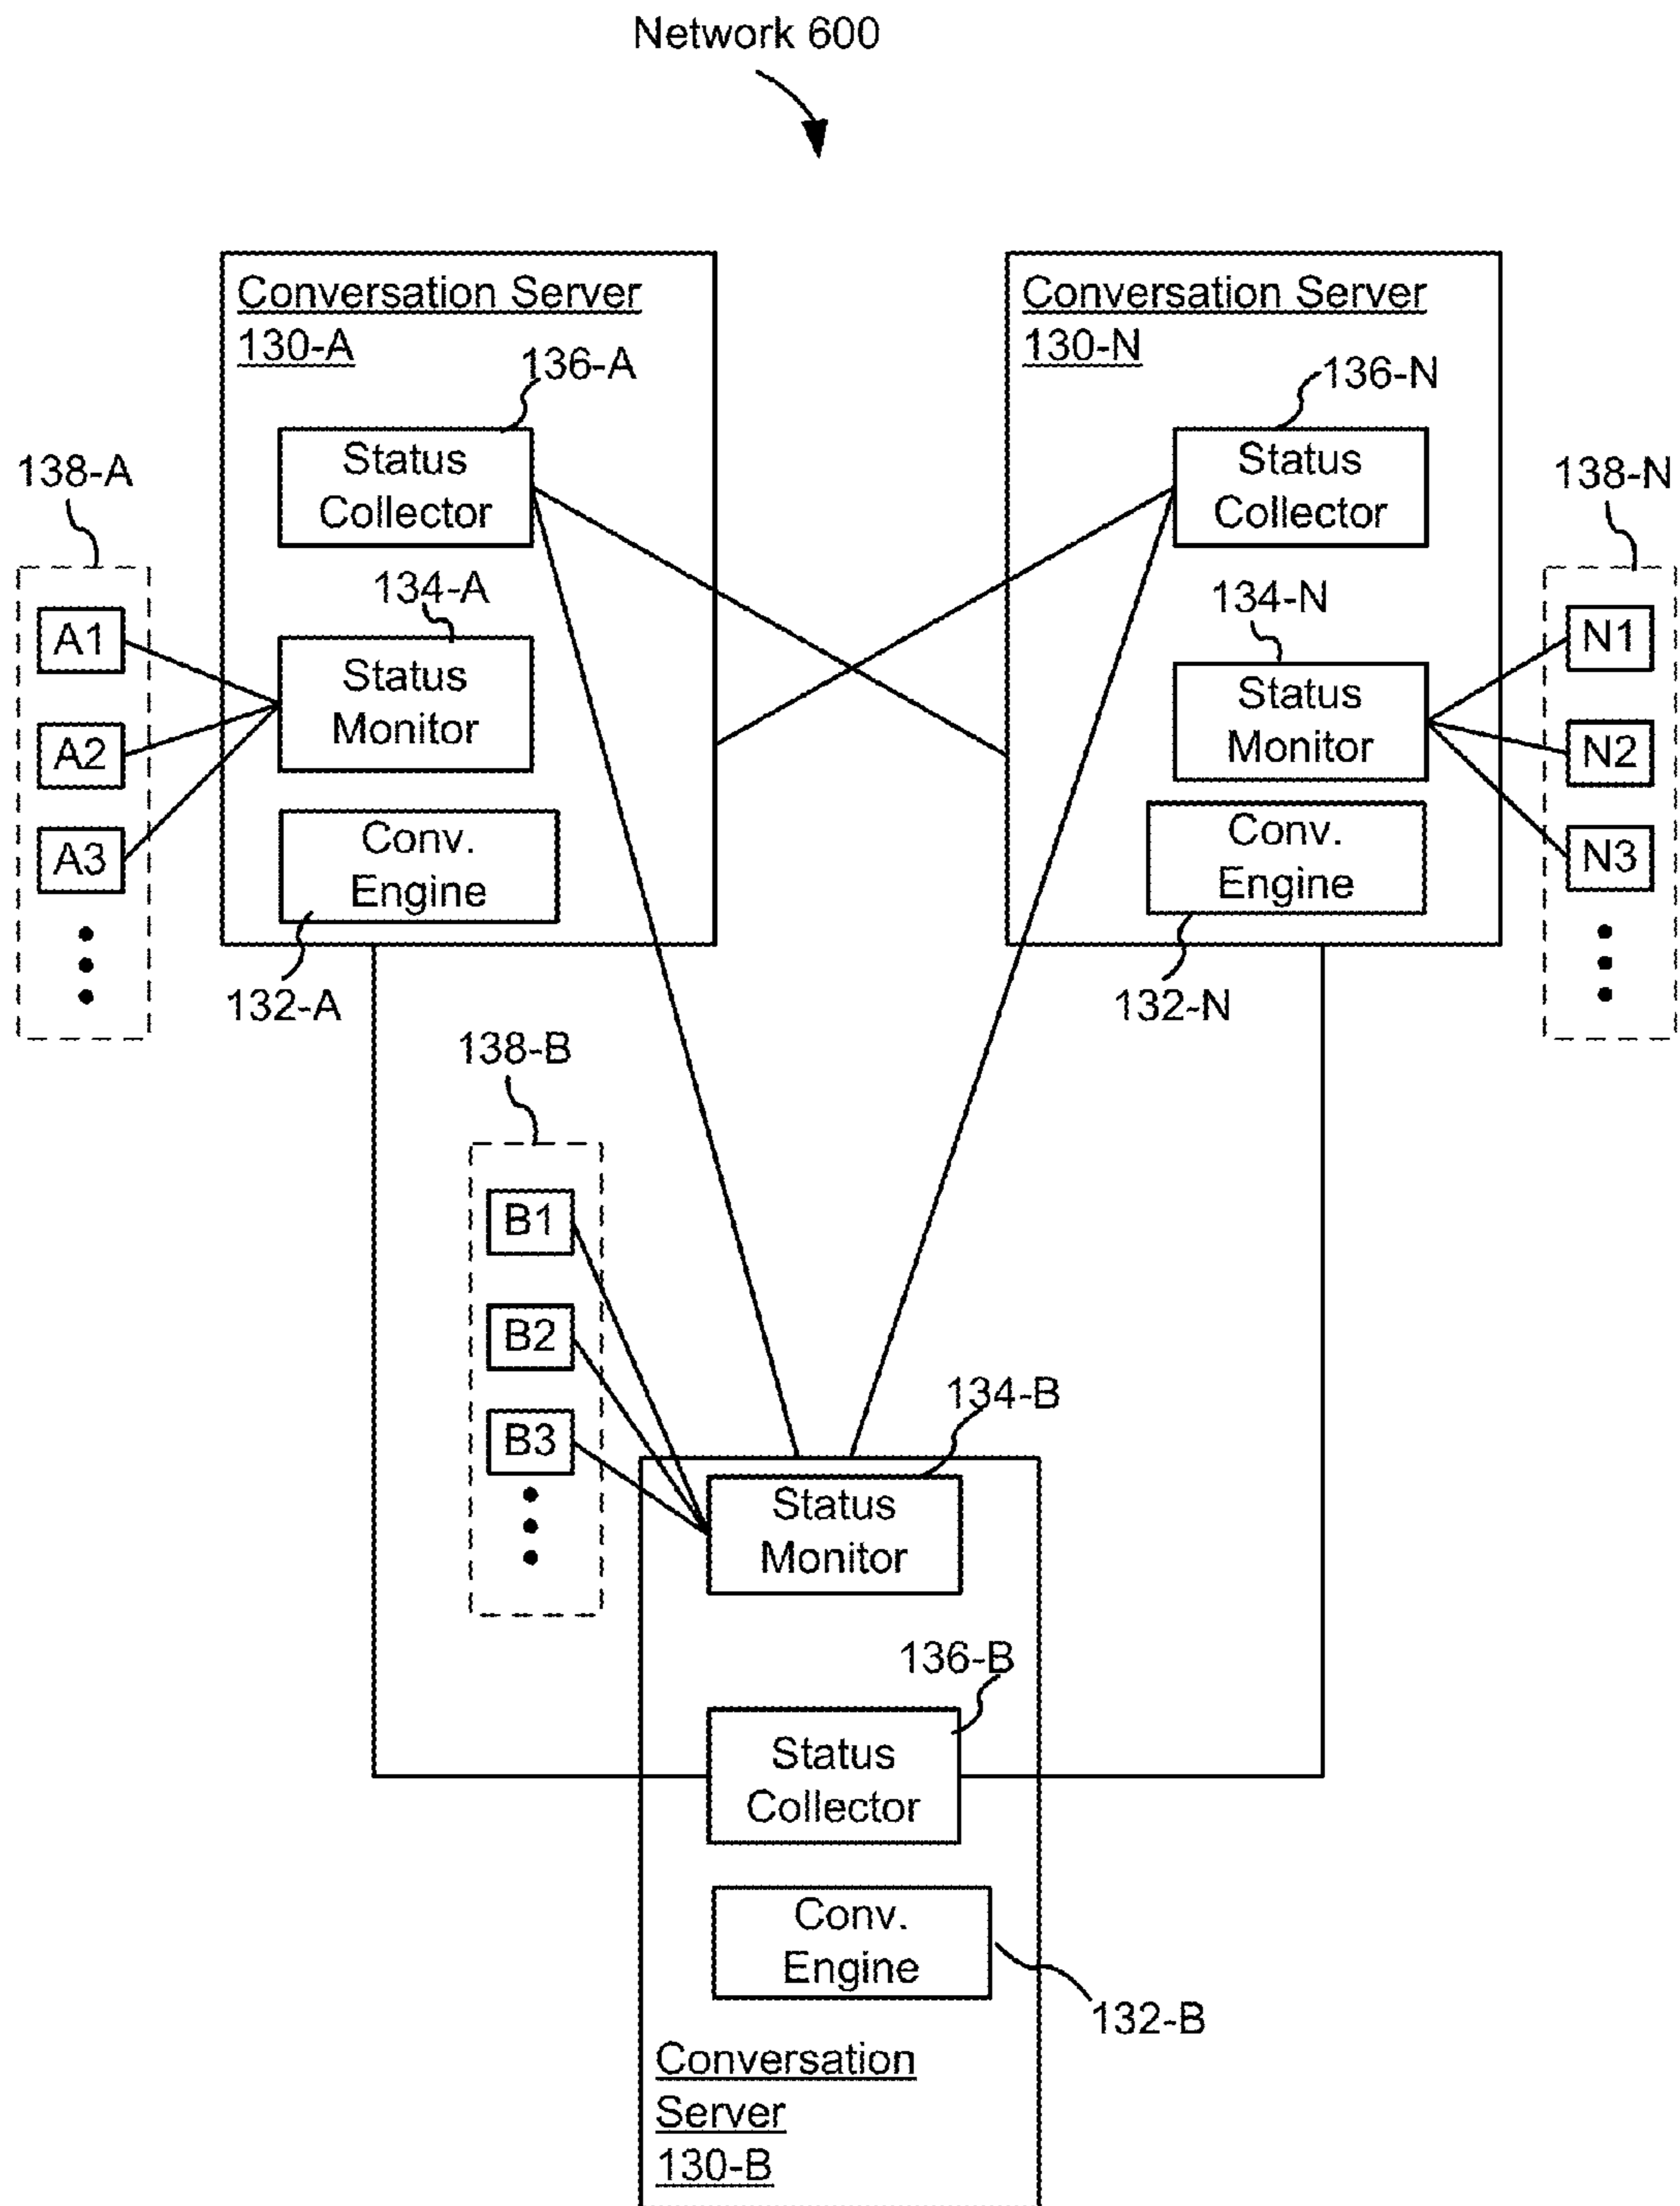 Network 600
Conversation Server
130-A
136-A
Status
Collector
138-A
134-A
A1
A2
A3
Status
Monitor
Conv.
Engine
132-A
Conversation Server
130-N
136-N
Status
Collector
138-N
134-N
N1
N2
N3
Status
Monitor
Conv.
Engine
132-N
138-B
B1
B2
B3
134-B
Status
Monitor
136-B
Status
Collector
Conv.
Engine
132-B
Conversation
Server
130-B